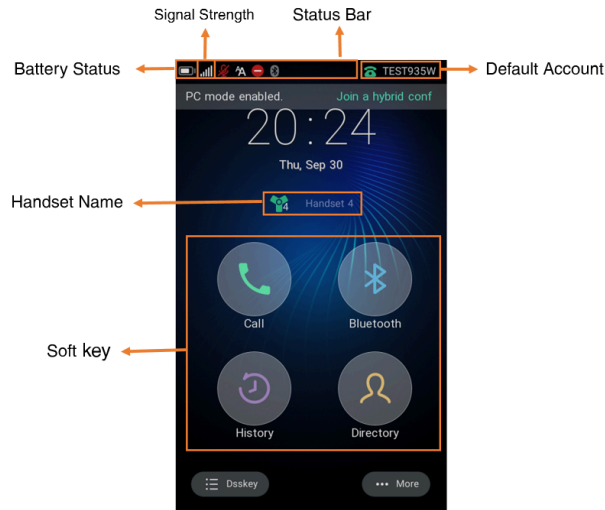 Signal Strength
Status Bar
Battery Status
TEST935W
Default Account
PC mode enabled.
Join a hybrid conf
20:24
Thu, Sep 30
Handset Name
4
Handset 4
Call
Bluetooth
Soft key
History
Directory
Dsskey
More